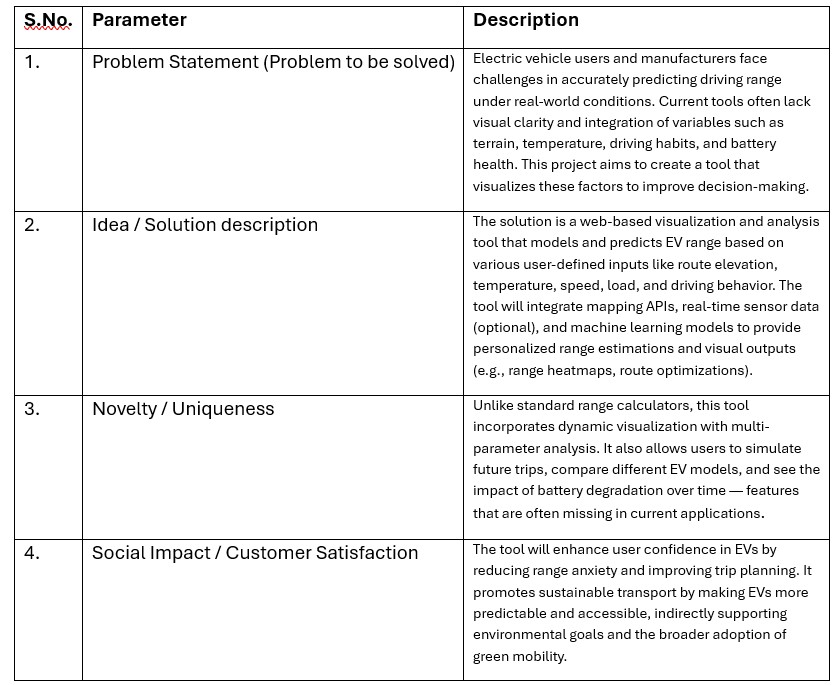 S.No. Parameter Description
1. Problem Statement (Problem to be solved) Electric vehicle users and manufacturers face
challenges in accurately predicting driving range
under real-world conditions. Current tools often lack
visual clarity and integration of variables such as
terrain, temperature, driving habits, and battery
health. This project aims to create a tool that
visualizes these factors to improve decision-making.
2. Idea / Solution description The solution is a web-based visualization and analysis
tool that models and predicts EV range based on
various user-defined inputs like route elevation,
temperature, speed, load, and driving behavior. The
tool will integrate mapping APIs, real-time sensor data
(optional), and machine learning models to provide
personalized range estimations and visual outputs
(e.g., range heatmaps, route optimizations).
3. Novelty / Uniqueness Unlike standard range calculators, this tool
incorporates dynamic visualization with multi-
parameter analysis. It also allows users to simulate
future trips, compare different EV models, and see the
impact of battery degradation over time — features
that are often missing in current applications.
4. Social Impact / Customer Satisfaction The tool will enhance user confidence in EVs by
reducing range anxiety and improving trip planning. It
promotes sustainable transport by making EVs more
predictable and accessible, indirectly supporting
environmental goals and the broader adoption of
green mobility.